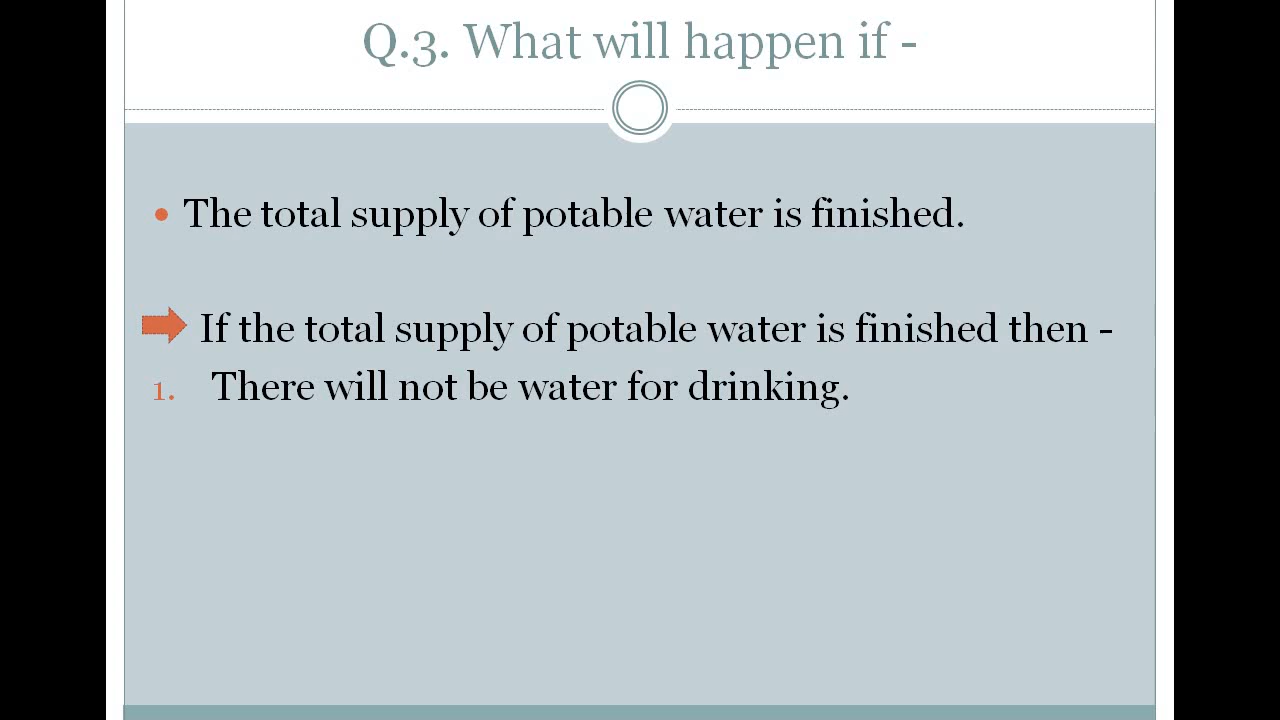 Q.3. What will happen if -
• The total supply of potable water is finished.
If the total supply of potable water is finished then -
1. There will not be water for drinking.